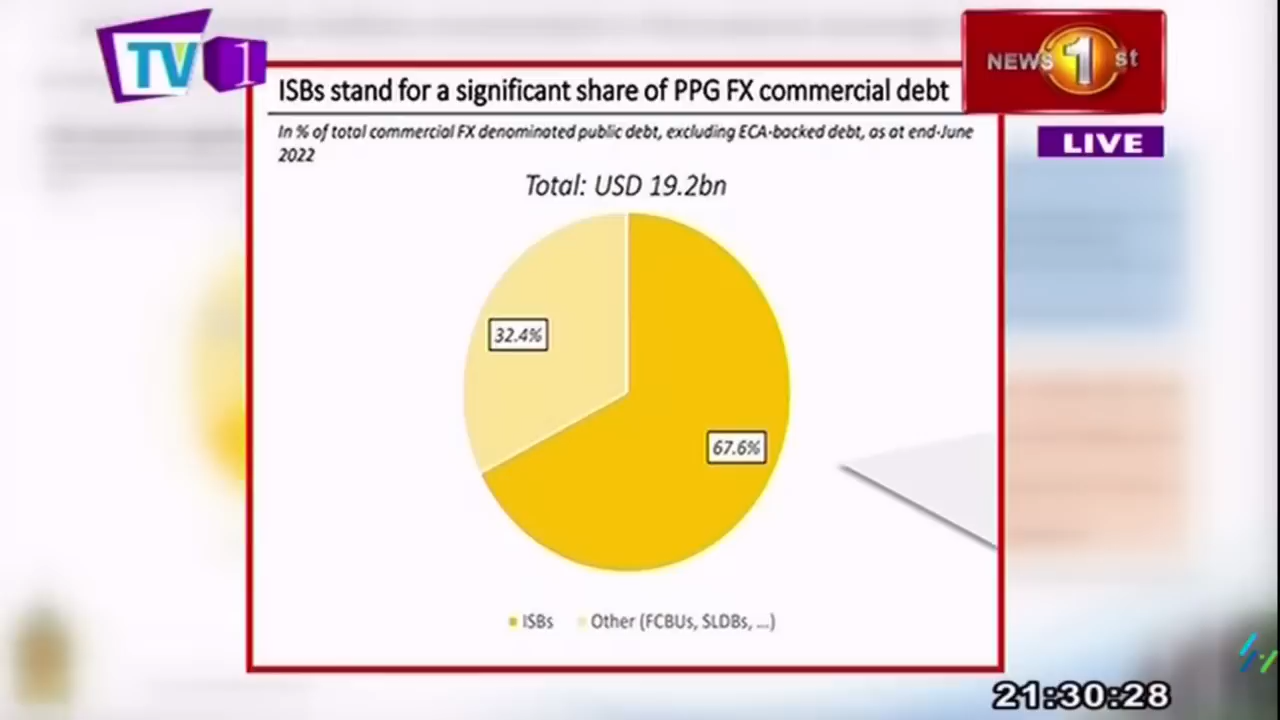 TV 1
NEWS 1st
LIVE
ISBs stand for a significant share of PPG FX commercial debt
In % of total commercial FX denominated public debt, excluding ECA-backed debt, as at end-June
2022
Total: USD 19.2bn
32.4%
67.6%
ISBs
Other (FCBUs, SLDBs, ...)
21:30:28